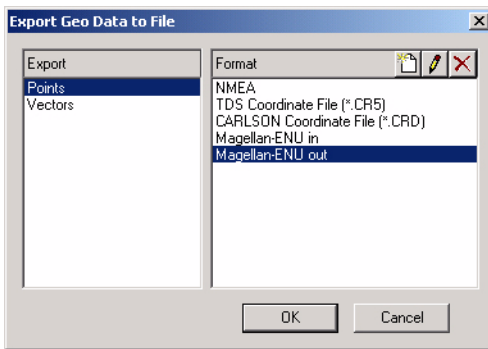 Export Geo Data to File
Export
Points
Vectors
Format
NMEA
TDS Coordinate File (*.CR5)
CARLSON Coordinate File (*.CRD)
Magellan-ENU in
Magellan-ENU out
OK
Cancel